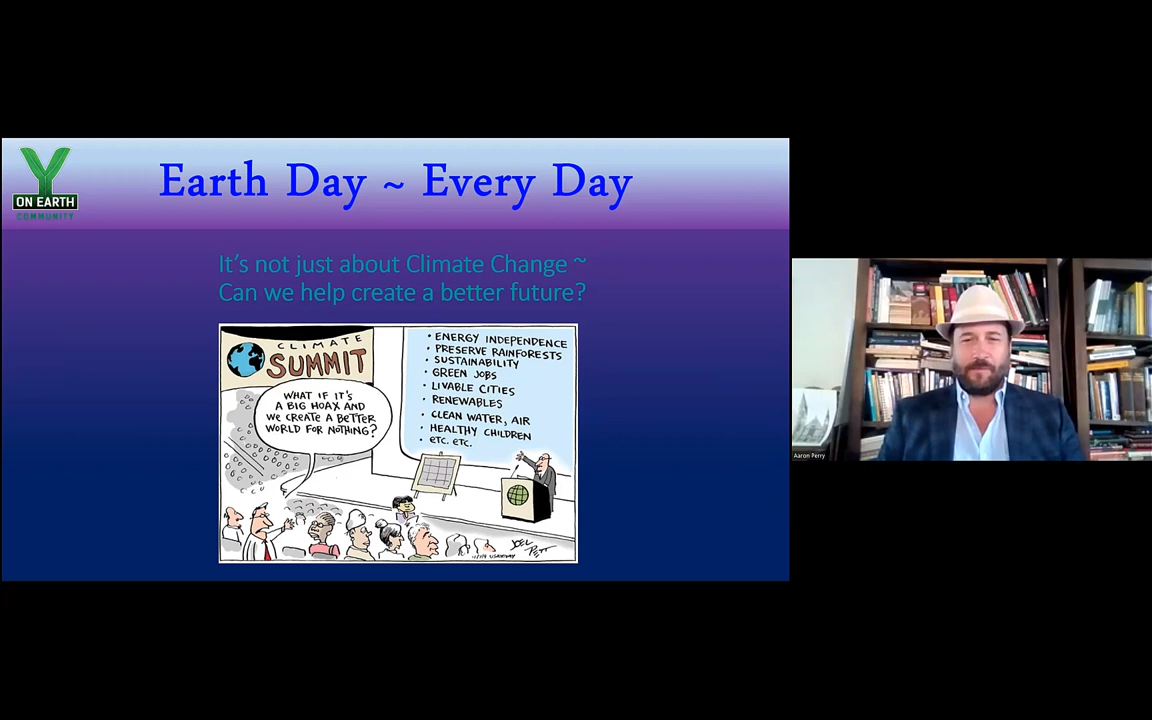 Y
ON EARTH
COMMUNITY
Earth Day ~ Every Day
It's not just about Climate Change ~
Can we help create a better future?
CLIMATE
SUMMIT
WHAT IF IT'S
A BIG HOAX AND
WE CREATE A BETTER
WORLD FOR NOTHING?
• ENERGY INDEPENDENCE
• PRESERVE RAINFORESTS
• SUSTAINABILITY
• GREEN JOBS
• LIVABLE CITIES
• RENEWABLES
• CLEAN WATER, AIR
• HEALTHY CHILDREN
• ETC. ETC.
JOEL
Aaron Perry